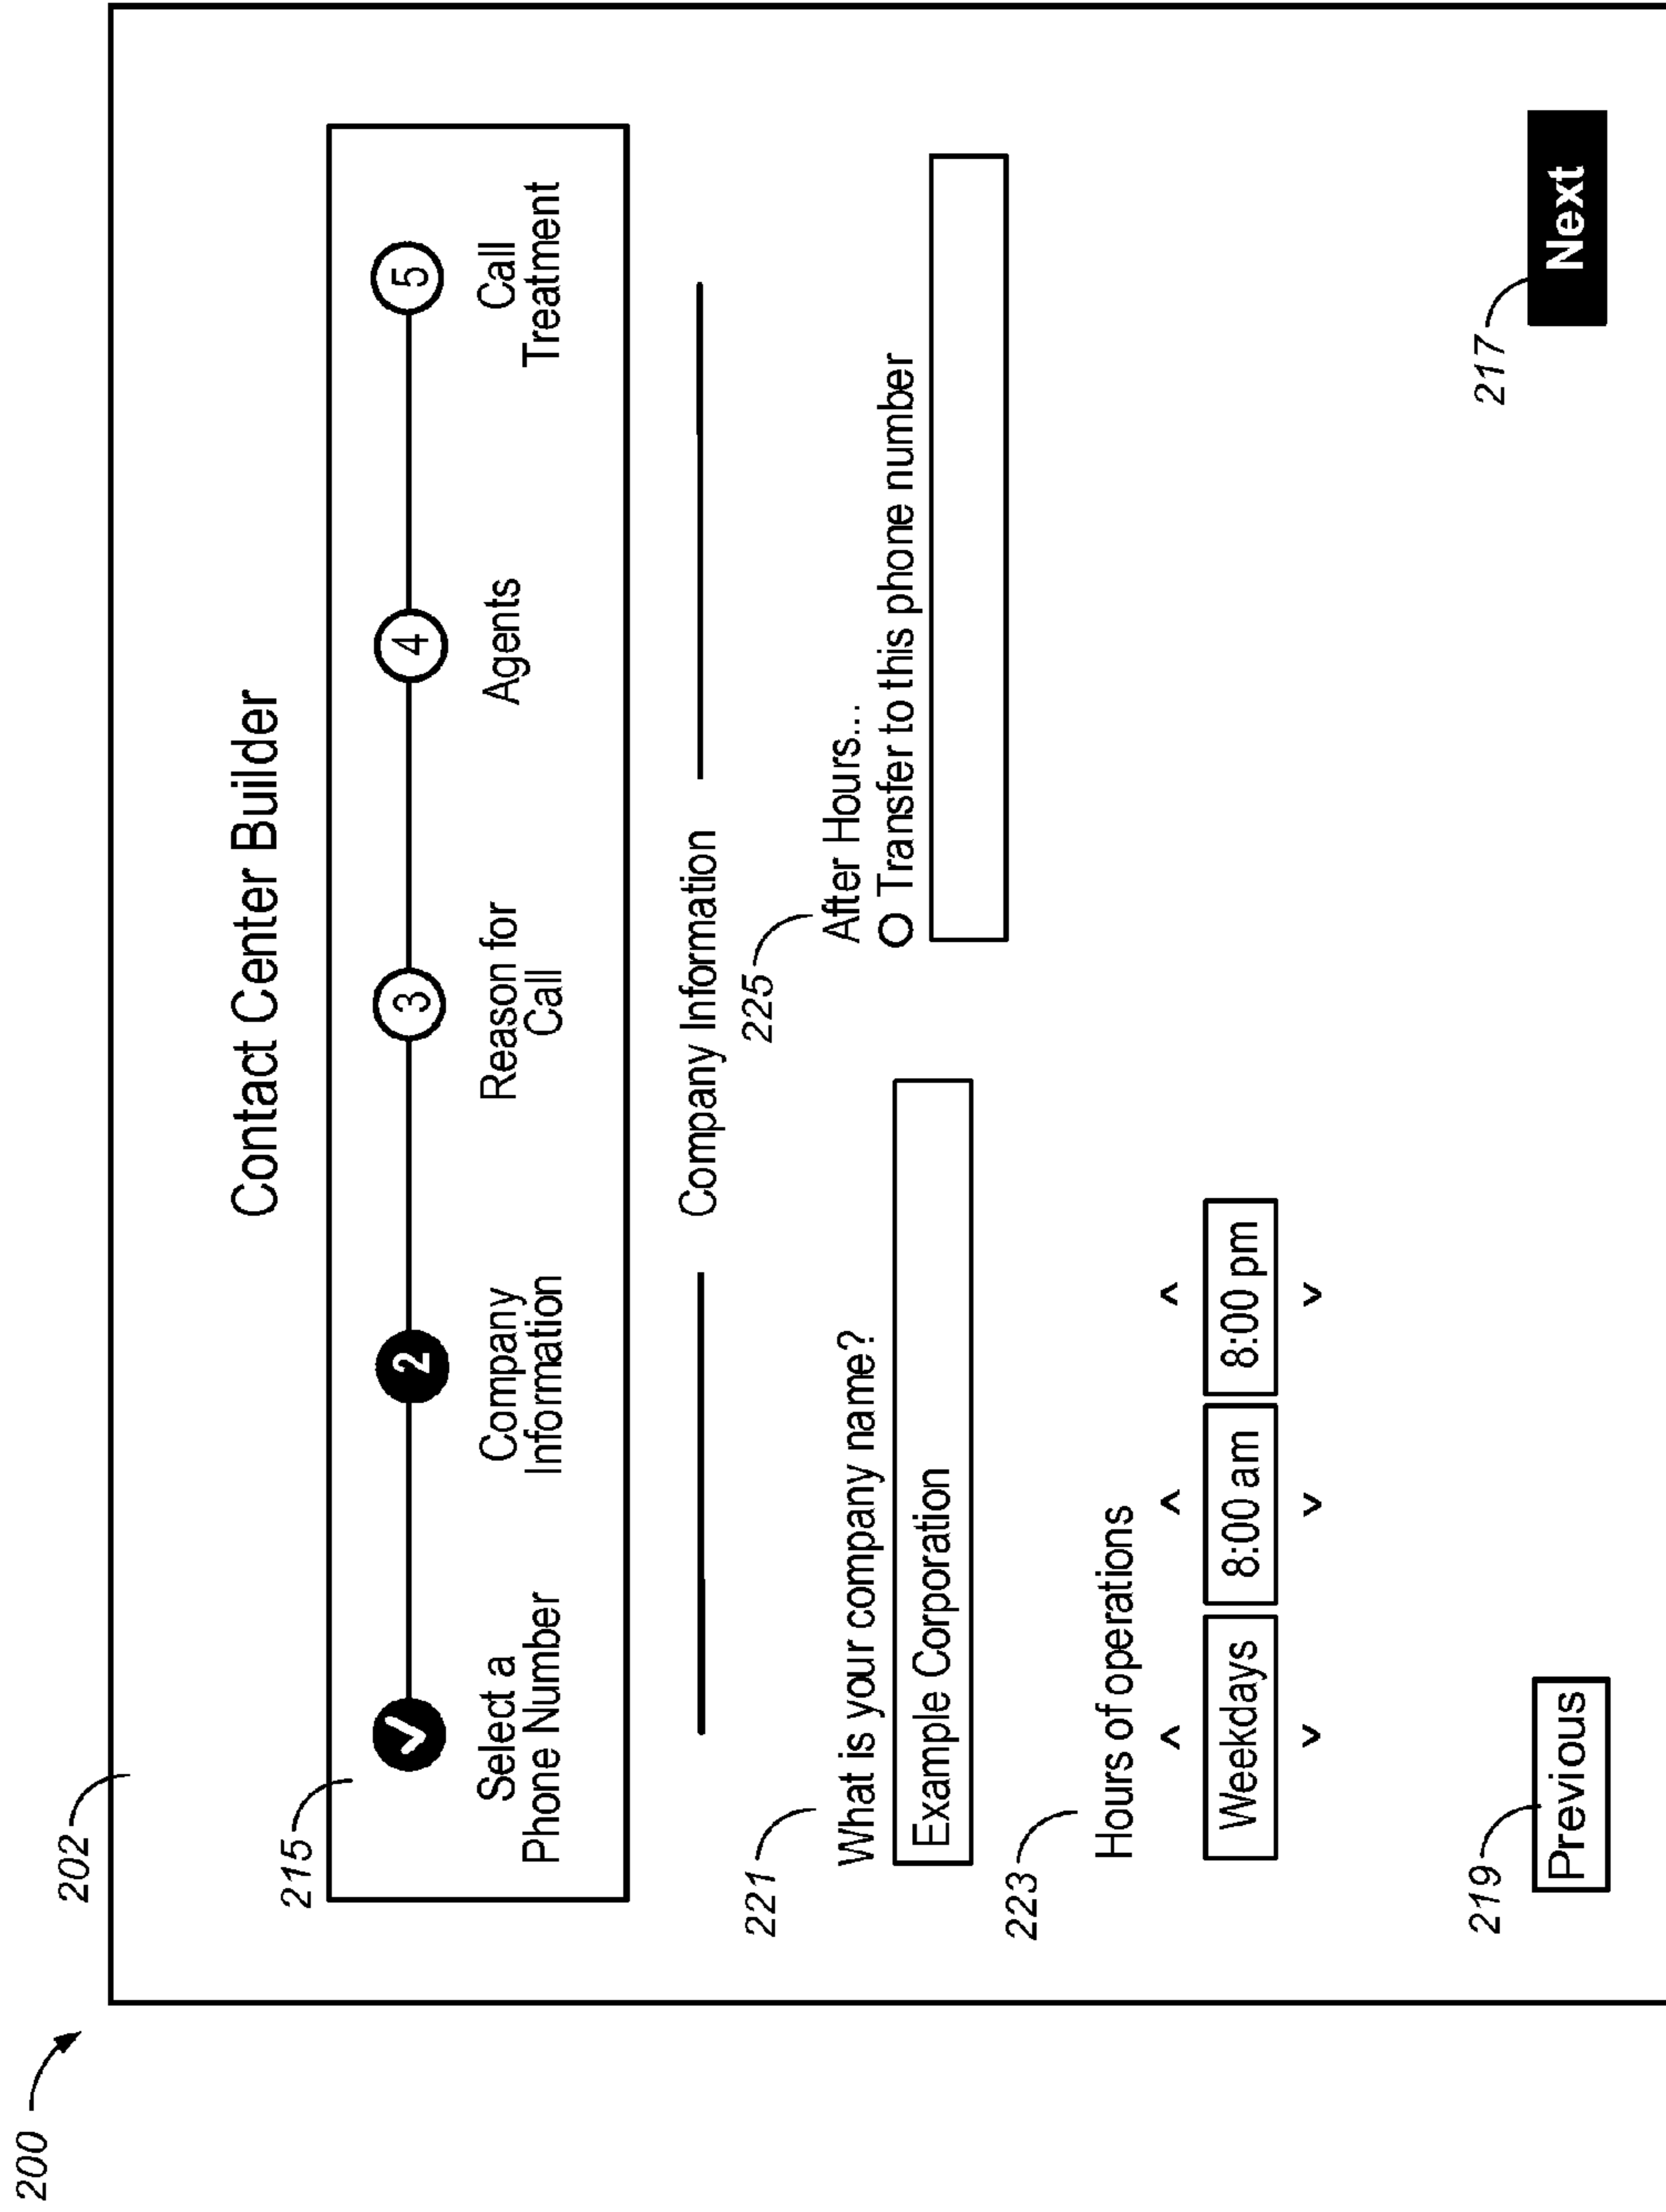 200
202
Contact Center Builder
215
2 3 4 5
Select a
Phone Number
Company
Information
Reason for
Call
Agents
Call
Treatment
Company Information
221
What is your company name?
Example Corporation
225
After Hours...
Transfer to this phone number
223
Hours of operations
< < <
Weekdays 8:00 am 8:00 pm
> > >
219
Previous
217
Next